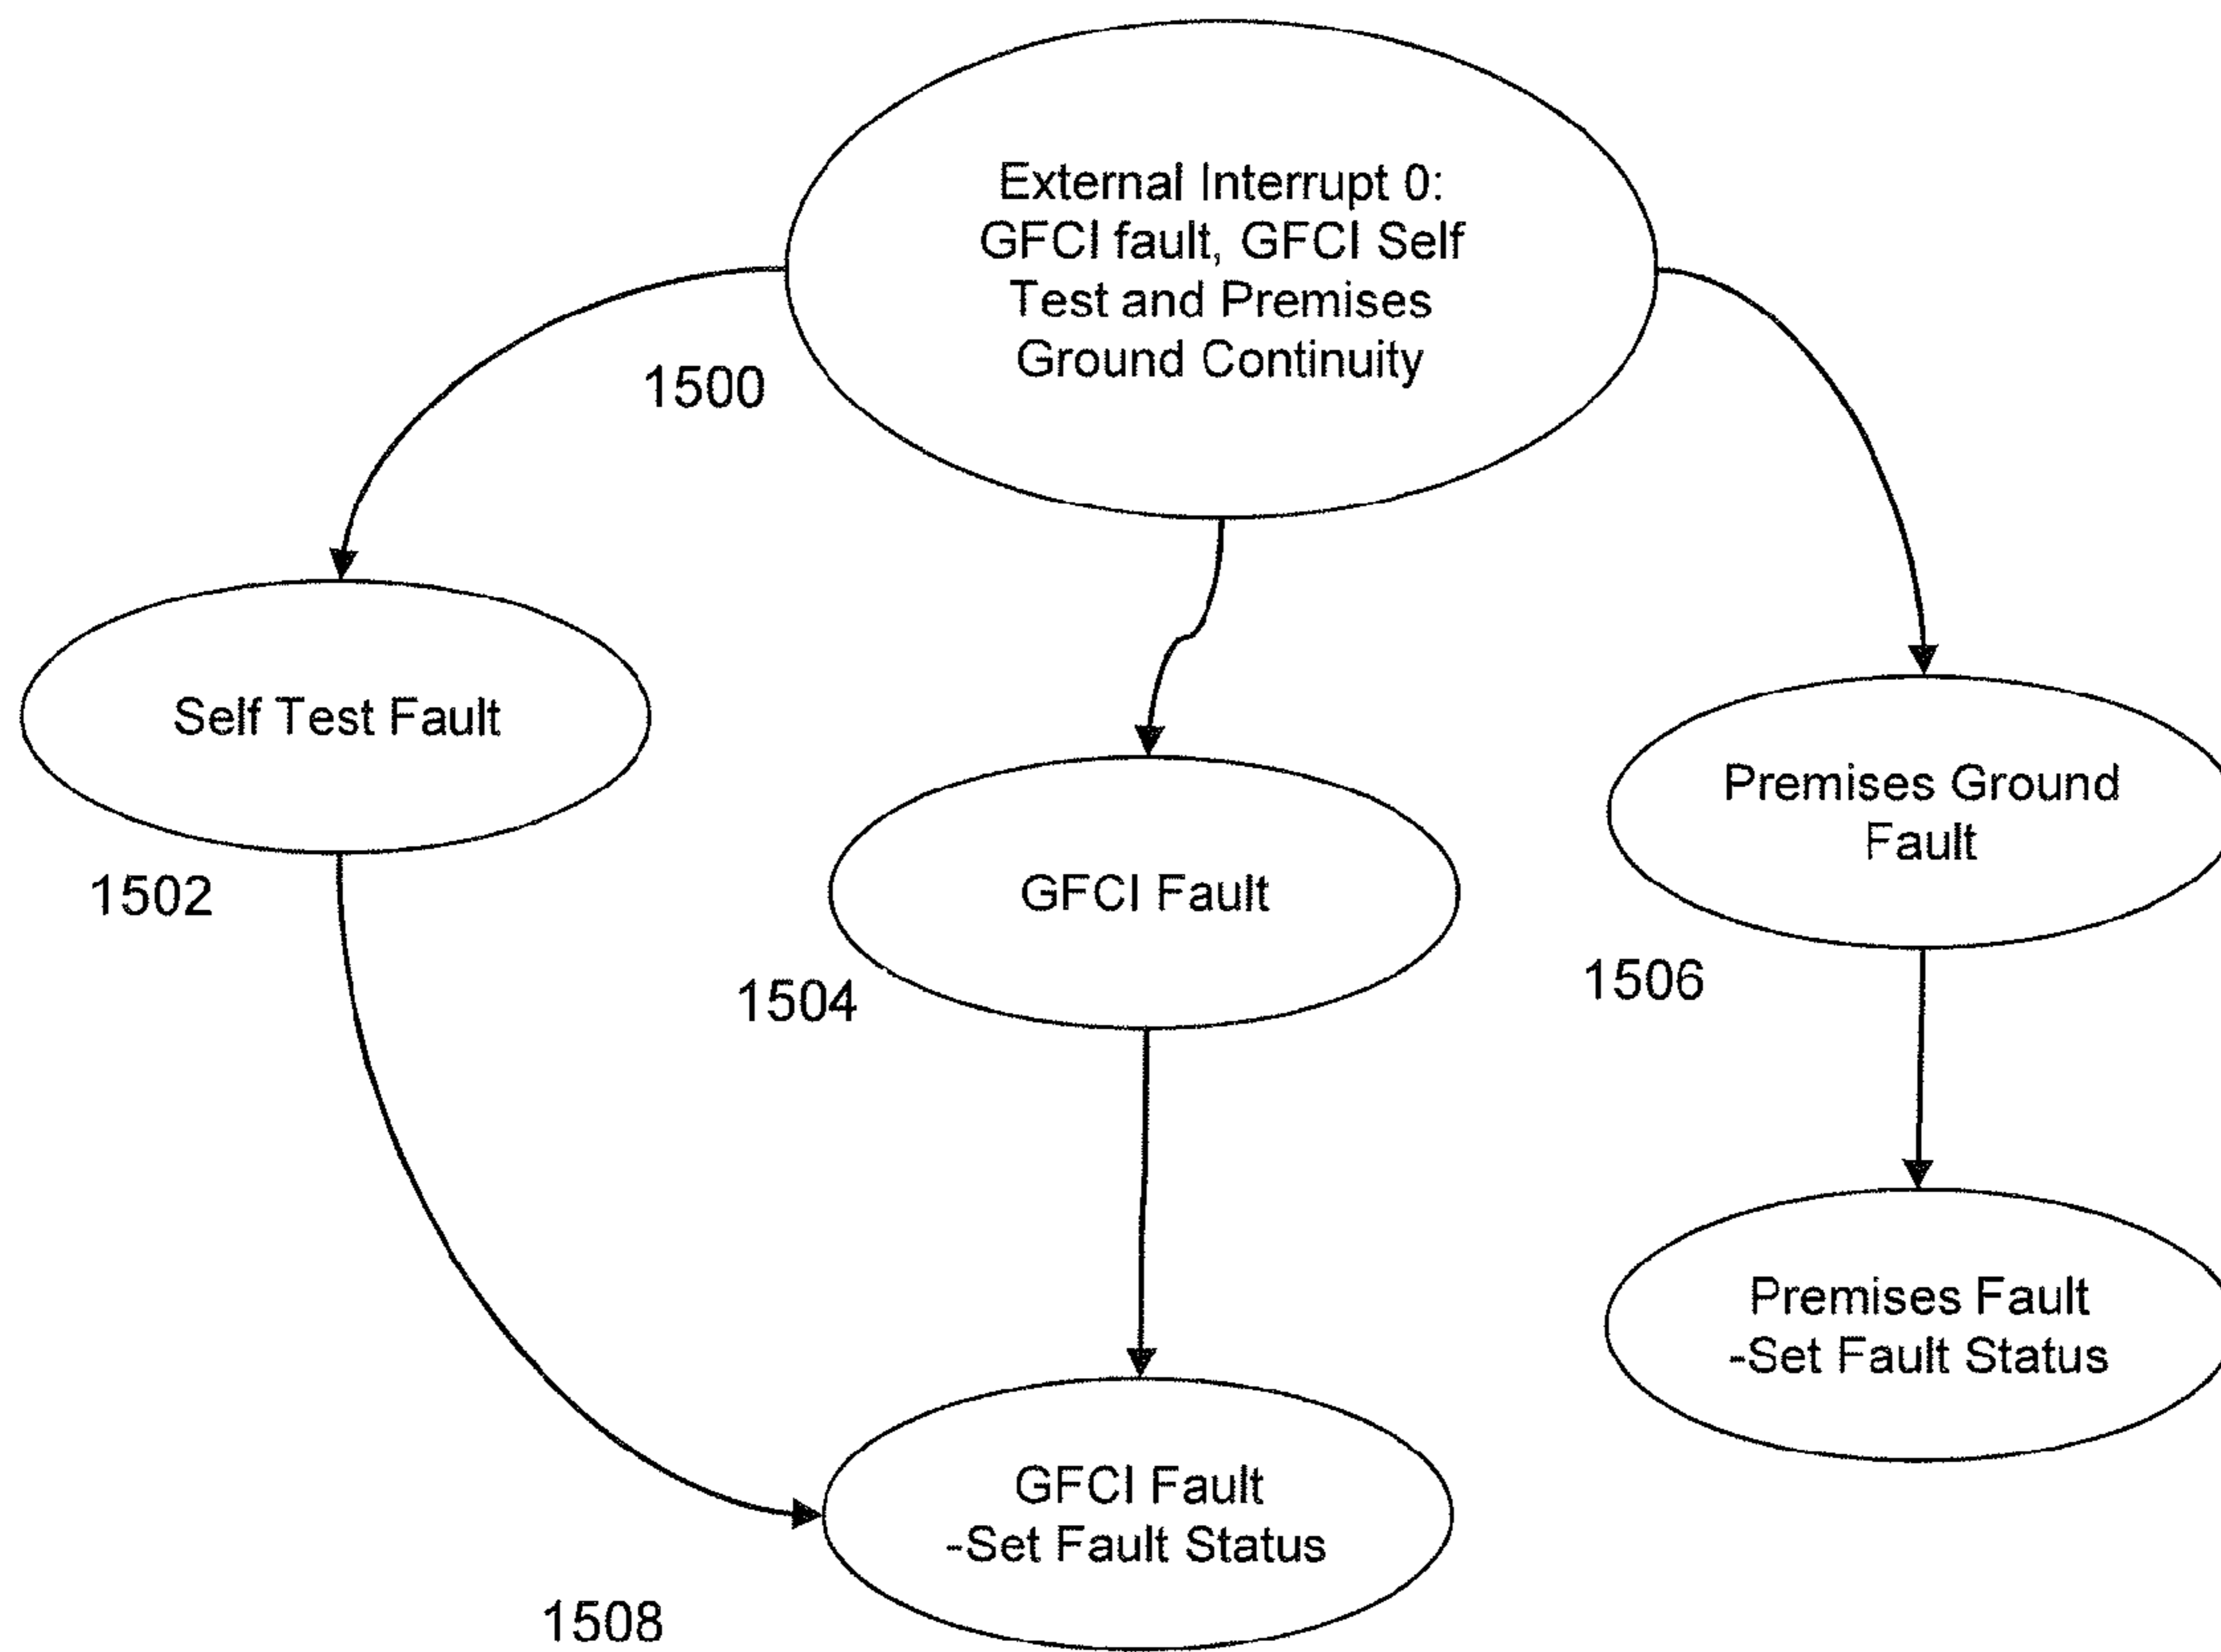 External Interrupt 0:
GFCI fault, GFCI Self
Test and Premises
Ground Continuity
1500
Self Test Fault
1502
GFCI Fault
1504
Premises Ground
Fault
1506
Premises Fault
-Set Fault Status
GFCI Fault
-Set Fault Status
1508